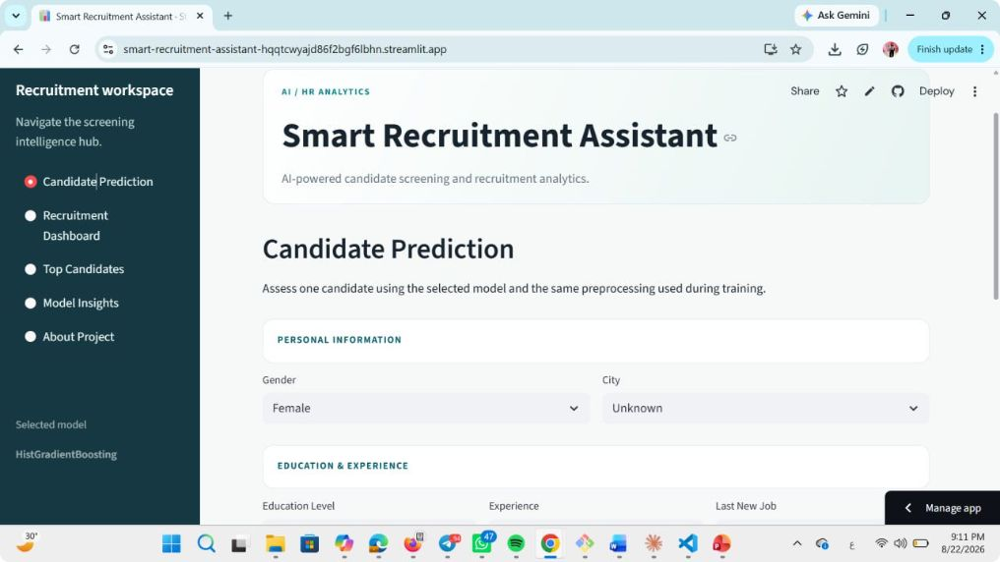 Smart Recruitment Assistant · St
Ask Gemini
smart-recruitment-assistant-hqqtcwyajd86f2bgf6lbhn.streamlit.app
Finish update
Recruitment workspace
Navigate the screening
intelligence hub.
Candidate Prediction
Recruitment
Dashboard
Top Candidates
Model Insights
About Project
Selected model
HistGradientBoosting
Share
Deploy
AI / HR ANALYTICS
Smart Recruitment Assistant
AI-powered candidate screening and recruitment analytics.
Candidate Prediction
Assess one candidate using the selected model and the same preprocessing used during training.
PERSONAL INFORMATION
Gender
City
Female
Unknown
EDUCATION & EXPERIENCE
Education Level
Experience
Last New Job
Manage app
30°
47
ع
9:11 PM
8/22/2026